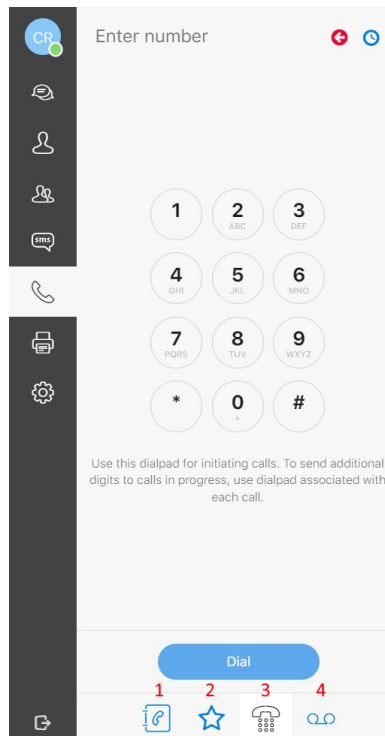 CR
Enter number
sms
1
2
ABC
3
DEF
4
GHI
5
JKL
6
MNO
7
PQRS
8
TUV
9
WXYZ
*
0
+
#
Use this dialpad for initiating calls. To send additional
digits to calls in progress, use dialpad associated with
each call.
Dial
1 2 3 4